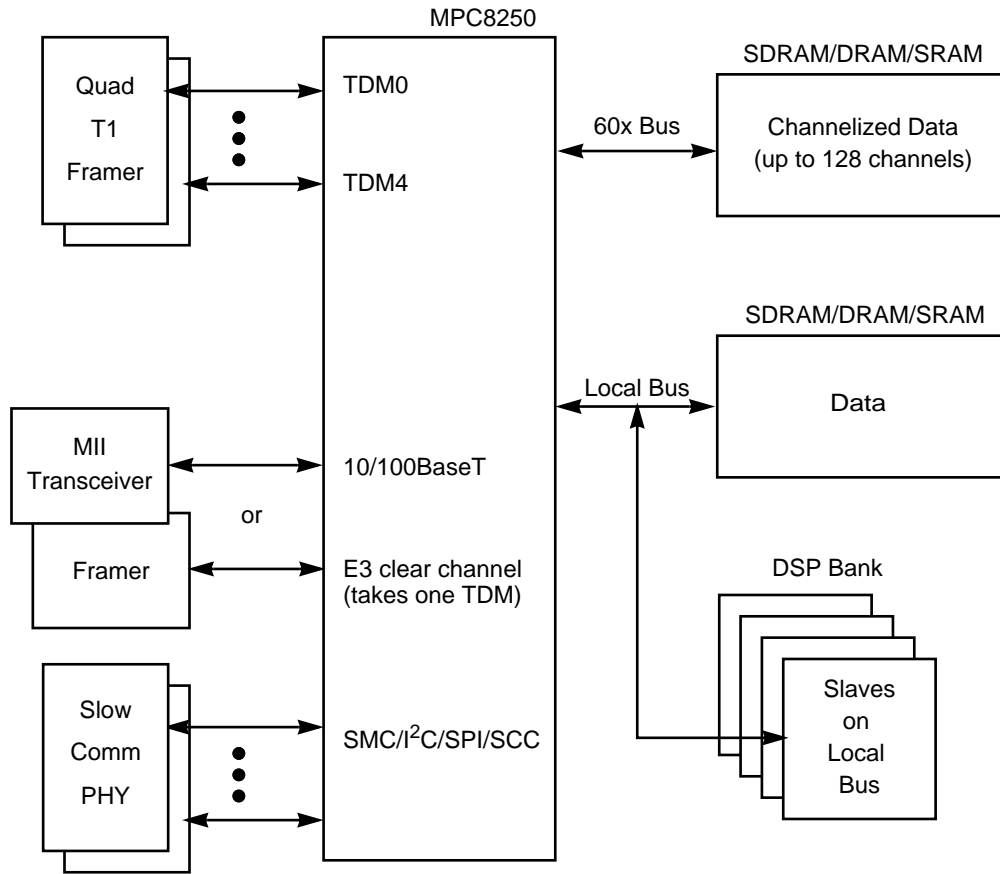 MPC8250
Quad
T1
Framer
TDM0
TDM4
60x Bus
SDRAM/DRAM/SRAM
Channelized Data
(up to 128 channels)
SDRAM/DRAM/SRAM
Local Bus
Data
MII
Transceiver
10/100BaseT
or
Framer
E3 clear channel
(takes one TDM)
DSP Bank
Slaves
on
Local
Bus
Slow
Comm
PHY
SMC/I²C/SPI/SCC